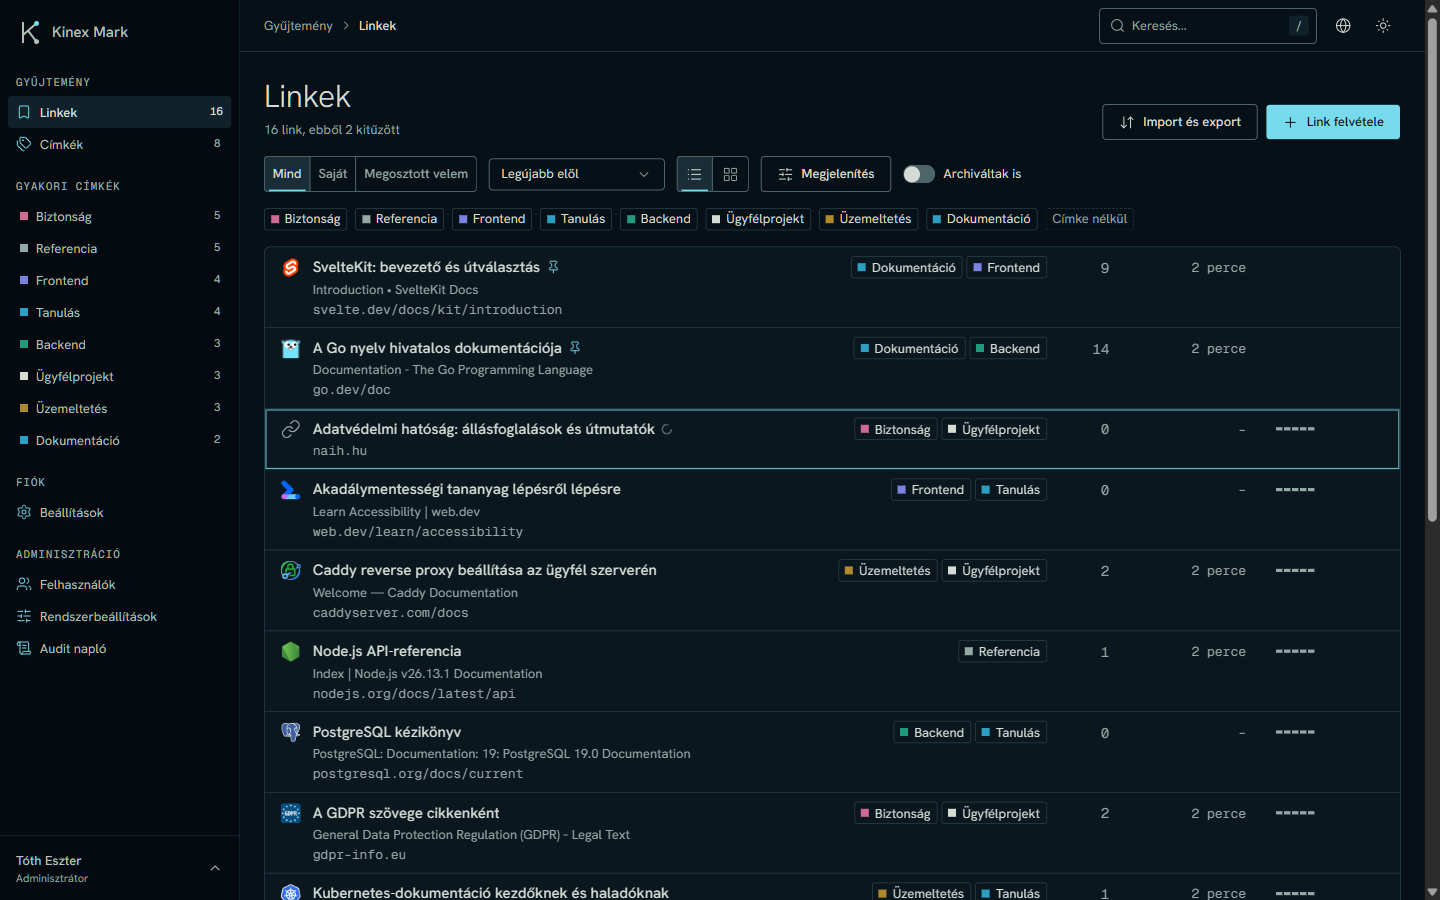 Kinex Mark
GYŰJTEMÉNY
Linkek 16
Címkék 8
GYAKORI CÍMKÉK
Biztonság 5
Referencia 5
Frontend 4
Tanulás 4
Backend 3
Ügyfélprojekt 3
Üzemeltetés 3
Dokumentáció 2
FIÓK
Beállítások
ADMINISZTRÁCIÓ
Felhasználók
Rendszerbeállítások
Audit napló
Tóth Eszter
Adminisztrátor
Gyűjtemény Linkek
Keresés... /
Linkek
16 link, ebből 2 kitűzött
Import és export
Link felvétele
Mind Saját Megosztott velem
Legújabb elöl
Megjelenítés
Archiváltak is
Biztonság Referencia Frontend Tanulás Backend Ügyfélprojekt Üzemeltetés Dokumentáció Címke nélkül
SvelteKit: bevezető és útválasztás Dokumentáció Frontend 9 2 perce
Introduction • SvelteKit Docs
svelte.dev/docs/kit/introduction
A Go nyelv hivatalos dokumentációja Dokumentáció Backend 14 2 perce
Documentation - The Go Programming Language
go.dev/doc
Adatvédelmi hatóság: állásfoglalások és útmutatók Biztonság Ügyfélprojekt 0 –
naih.hu
Akadálymentességi tananyag lépésről lépésre Frontend Tanulás 0 –
Learn Accessibility | web.dev
web.dev/learn/accessibility
Caddy reverse proxy beállítása az ügyfél szerverén Üzemeltetés Ügyfélprojekt 2 2 perce
Welcome — Caddy Documentation
caddyserver.com/docs
Node.js API-referencia Referencia 1 2 perce
Index | Node.js v26.13.1 Documentation
nodejs.org/docs/latest/api
PostgreSQL kézikönyv Backend Tanulás 0 –
PostgreSQL: Documentation: 19: PostgreSQL 19.0 Documentation
postgresql.org/docs/current
A GDPR szövege cikkenként Biztonság Ügyfélprojekt 2 2 perce
General Data Protection Regulation (GDPR) – Legal Text
gdpr-info.eu
Kubernetes-dokumentáció kezdőknek és haladóknak Üzemeltetés Tanulás 1 2 perce